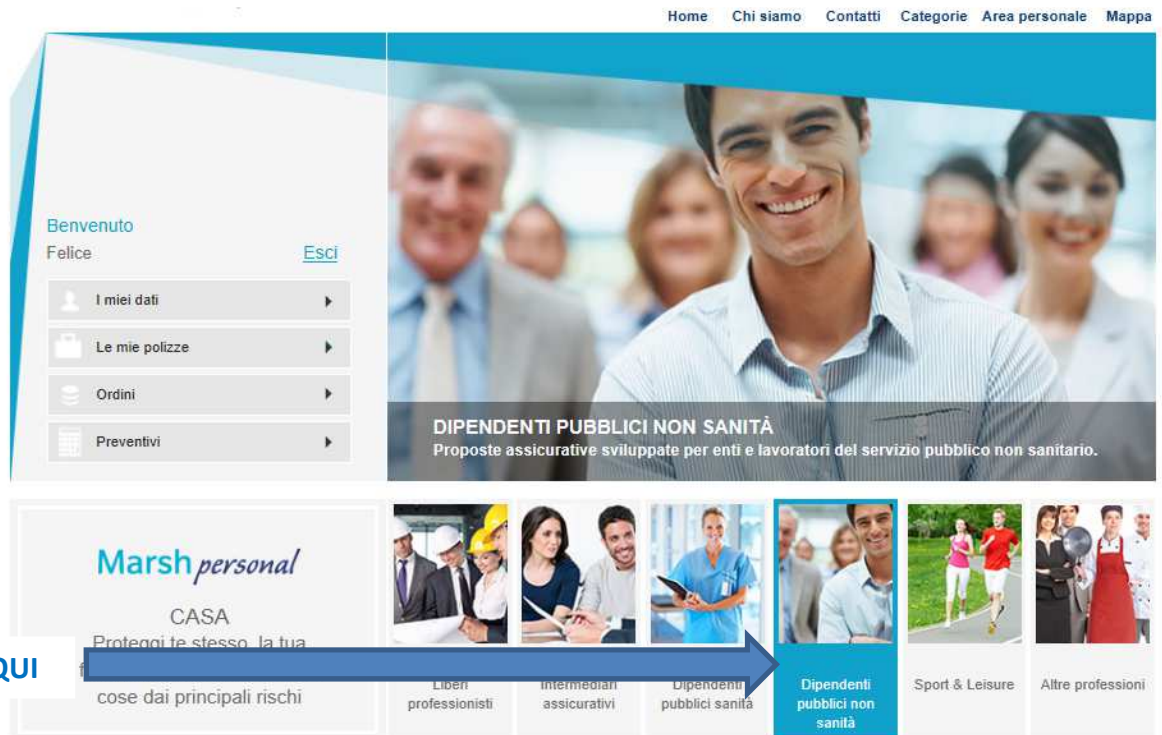 Home Chi siamo Contatti Categorie Area personale Mappa
Benvenuto
Felice Esci
I miei dati
Le mie polizze
Ordini
Preventivi
DIPENDENTI PUBBLICI NON SANITÀ
Proposte assicurative sviluppate per enti e lavoratori del servizio pubblico non sanitario.
Marsh personal
CASA
Proteggi te stesso, la tua
cose dai principali rischi
QUI
Liberi
professionisti
Intermediari
assicurativi
Dipendenti
pubblici sanità
Dipendenti
pubblici non
sanità
Sport & Leisure
Altre professioni